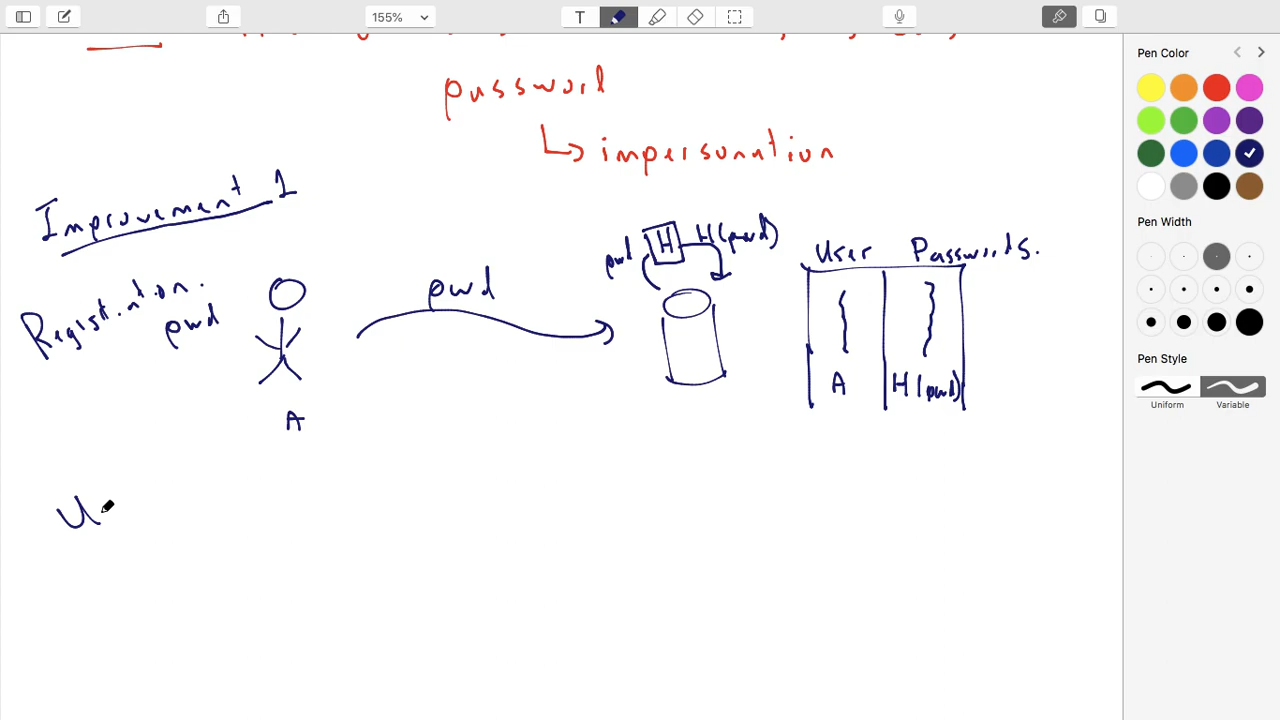 155%
T
Pen Color
password
impersonation
Improvement 1
H H(pwd)
pwd
User Passwords.
Pen Width
Registration.
pwd
pwd
A H(pwd)
A
Pen Style
Uniform Variable
U